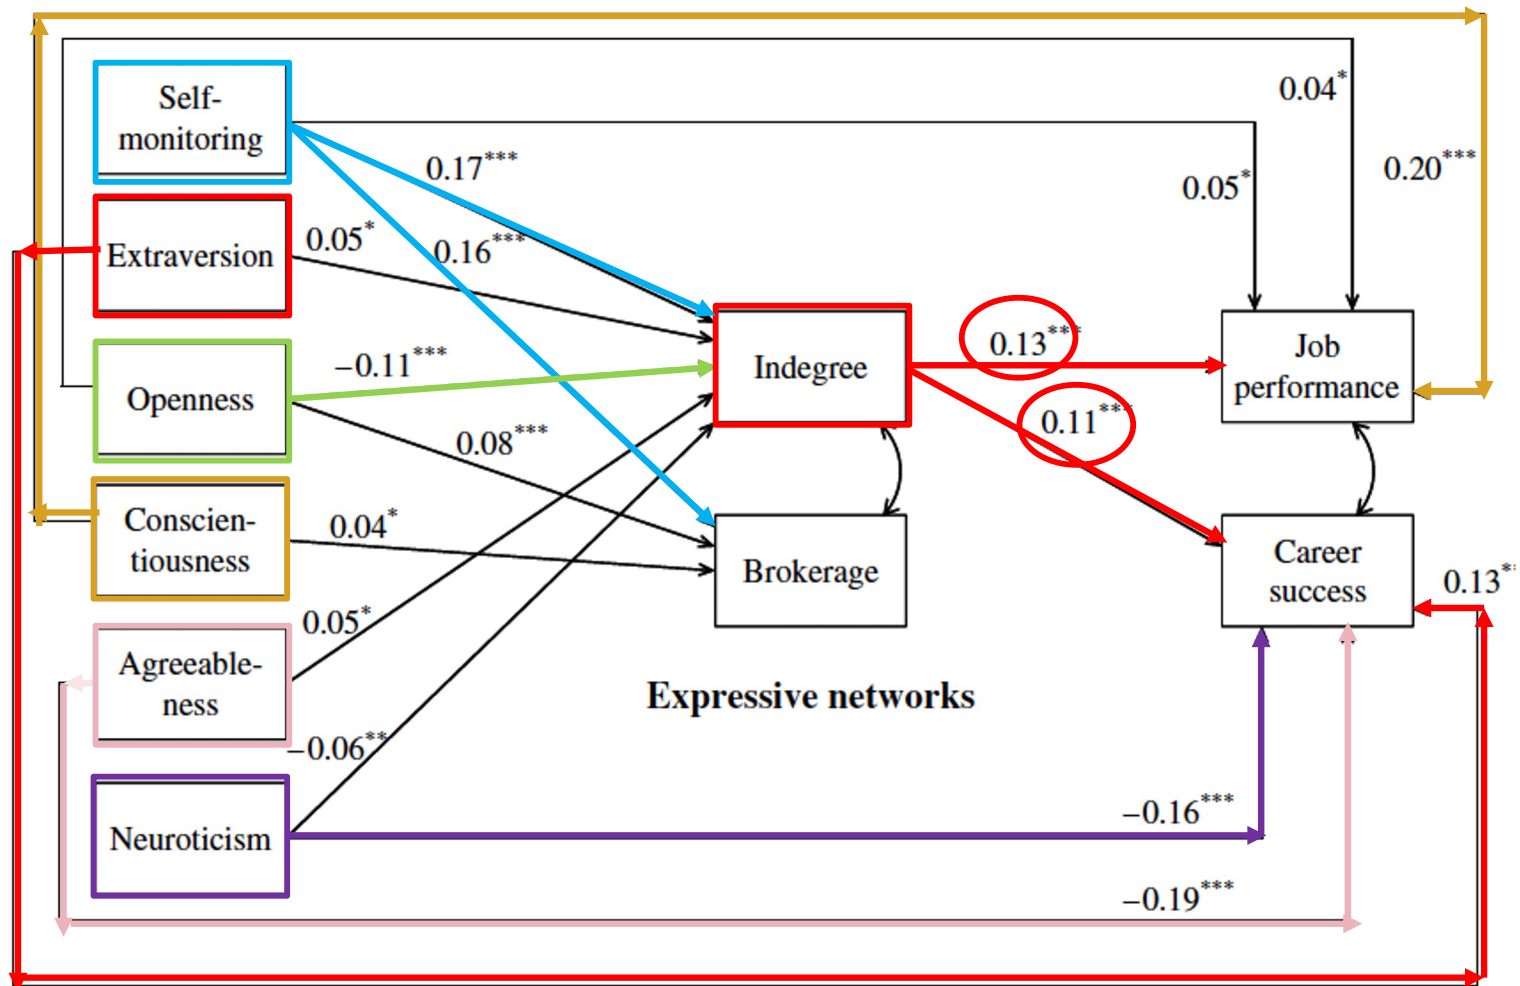 Self-
monitoring
0.17***
0.04*
0.20***
0.05*
Extraversion
0.05*
0.16***
Openness
−0.11***
0.08***
Indegree
0.13***
0.11***
Job
performance
Conscien-
tiousness
0.04*
Brokerage
Career
success
0.13**
Agreeable-
ness
0.05*
Expressive networks
−0.06**
Neuroticism
−0.16***
−0.19***